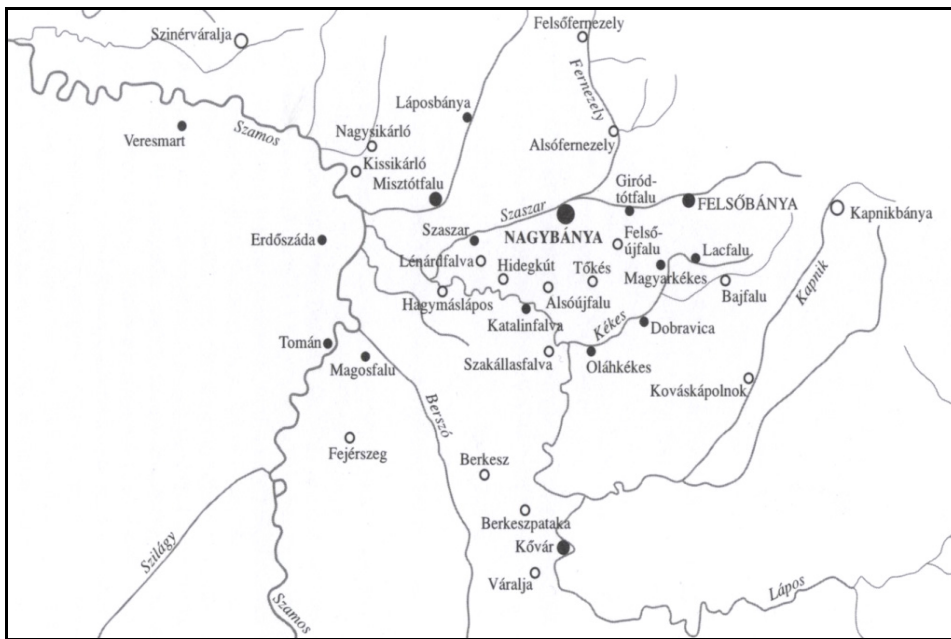 Felsőfernezely
Szinérváralja
Fernezely
Láposbánya
Veresmart
Szamos
Nagysikárló
Alsófernezely
Kissikárló
Misztótfalu
Giród-
tótfalu
FELSŐBÁNYA
Kapnikbánya
Szaszar
NAGYBÁNYA
Szaszar
Erdőszáda
Felső-
újfalu
Lacfalu
Lénárdfalva
Hidegkút
Tőkés
Magyarkékes
Bajfalu
Kapnik
Hagymáslápos
Alsóújfalu
Katalinfalva
Kékes
Dobravica
Tomán
Magosfalu
Szakállasfalva
Oláhkékes
Kováskápolnok
Berszó
Fejérszeg
Berkesz
Berkeszpataka
Szilágy
Kővár
Váralja
Lápos
Szamos